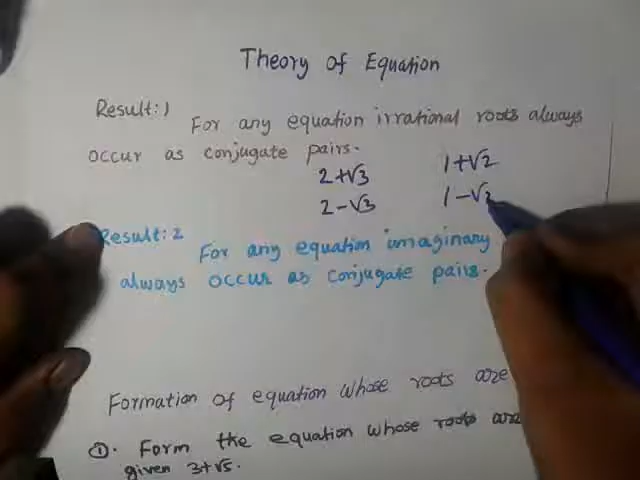 Theory of Equation
Result:1
For any equation irrational roots always
occur as conjugate pairs.
2+√3 1+√2
2-√3 1-√2
Result:2
For any equation imaginary
always occur as conjugate pairs.
Formation of equation whose roots are
①. Form the equation whose roots are
given 3+√5.